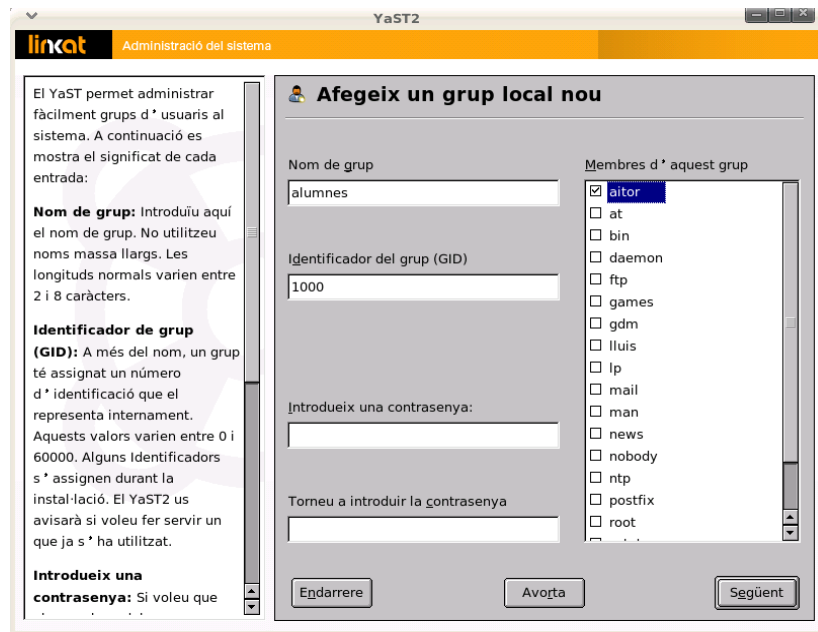 YaST2
linkat
Administració del sistema
El YaST permet administrar
fàcilment grups d ’ usuaris al
sistema. A continuació es
mostra el significat de cada
entrada:
Nom de grup: Introduïu aquí
el nom de grup. No utilitzeu
noms massa llargs. Les
longituds normals varien entre
2 i 8 caràcters.
Identificador de grup
(GID): A més del nom, un grup
té assignat un número
d ’ identificació que el
representa internament.
Aquests valors varien entre 0 i
60000. Alguns Identificadors
s ’ assignen durant la
instal·lació. El YaST2 us
avisarà si voleu fer servir un
que ja s ’ ha utilitzat.
Introdueix una
contrasenya: Si voleu que
Afegeix un grup local nou
Nom de grup
alumnes
Identificador del grup (GID)
1000
Introdueix una contrasenya:
Torneu a introduir la contrasenya
Membres d ’ aquest grup
aitor
at
bin
daemon
ftp
games
gdm
lluis
lp
mail
man
news
nobody
ntp
postfix
root
Endarrere
Avorta
Següent